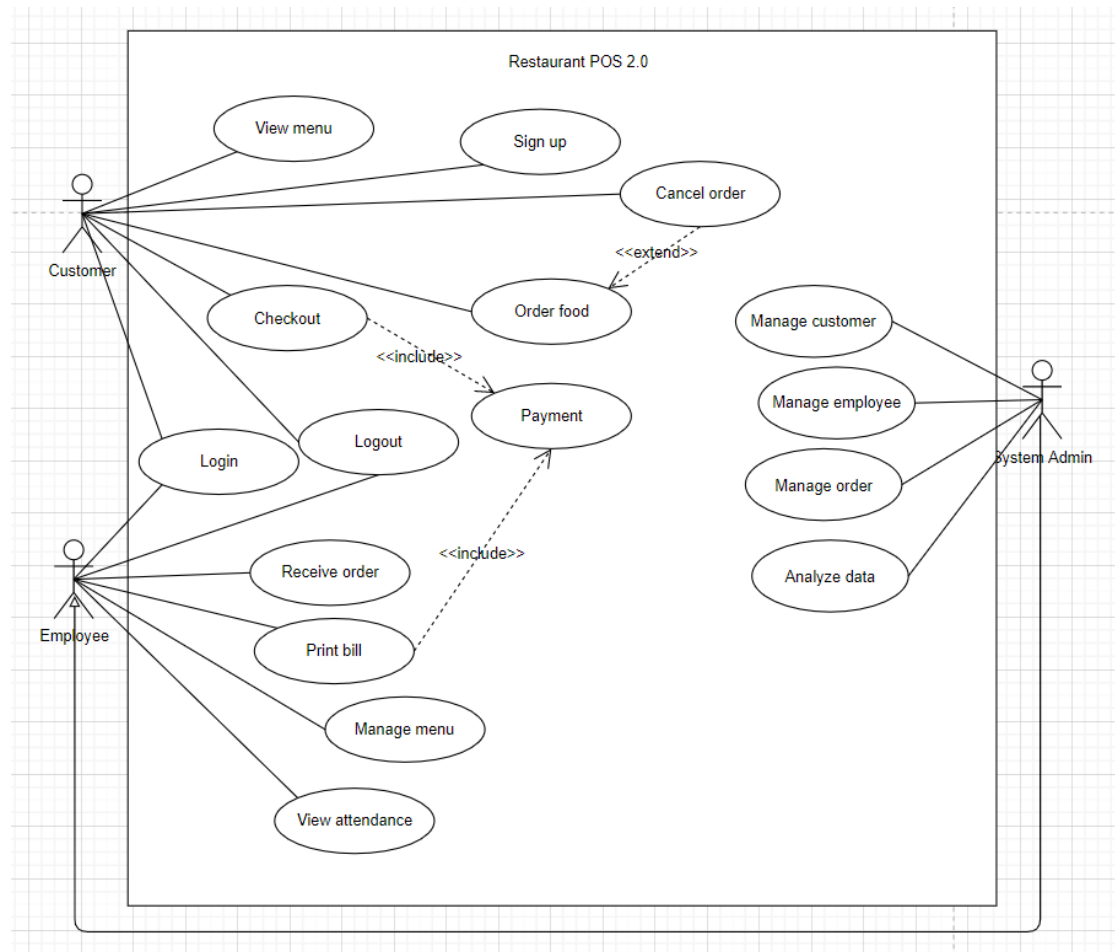 Restaurant POS 2.0
View menu
Sign up
Cancel order
<<extend>>
Customer
Checkout
Order food
Manage customer
<<include>>
Payment
Manage employee
Login
Logout
System Admin
Manage order
<<include>>
Receive order
Analyze data
Employee
Print bill
Manage menu
View attendance